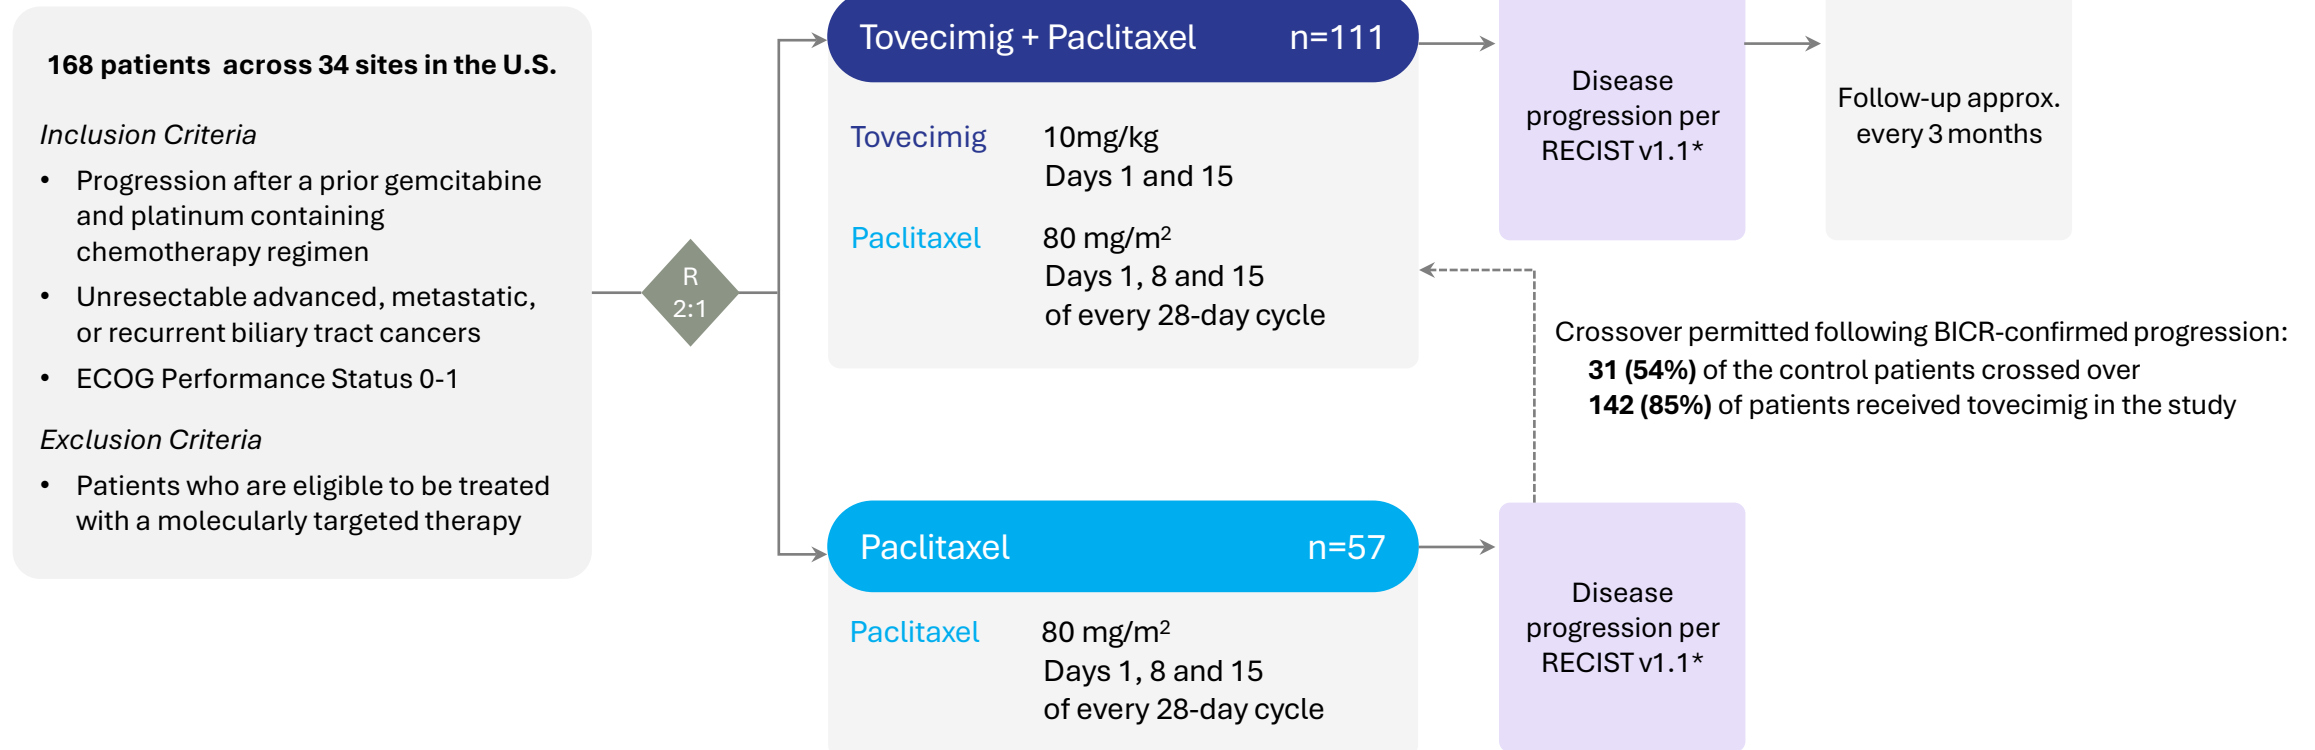 168 patients  across 34 sites in the U.S.
Inclusion Criteria
• Progression after a prior gemcitabine
and platinum containing
chemotherapy regimen
• Unresectable advanced, metastatic,
or recurrent biliary tract cancers
• ECOG Performance Status 0-1
Exclusion Criteria
• Patients who are eligible to be treated
with a molecularly targeted therapy
R
2:1
Tovecimig + Paclitaxel n=111
Tovecimig 10mg/kg
Days 1 and 15
Paclitaxel 80 mg/m²
Days 1, 8 and 15
of every 28-day cycle
Disease
progression per
RECIST v1.1*
Follow-up approx.
every 3 months
Crossover permitted following BICR-confirmed progression:
31 (54%) of the control patients crossed over
142 (85%) of patients received tovecimig in the study
Paclitaxel n=57
Paclitaxel 80 mg/m²
Days 1, 8 and 15
of every 28-day cycle
Disease
progression per
RECIST v1.1*